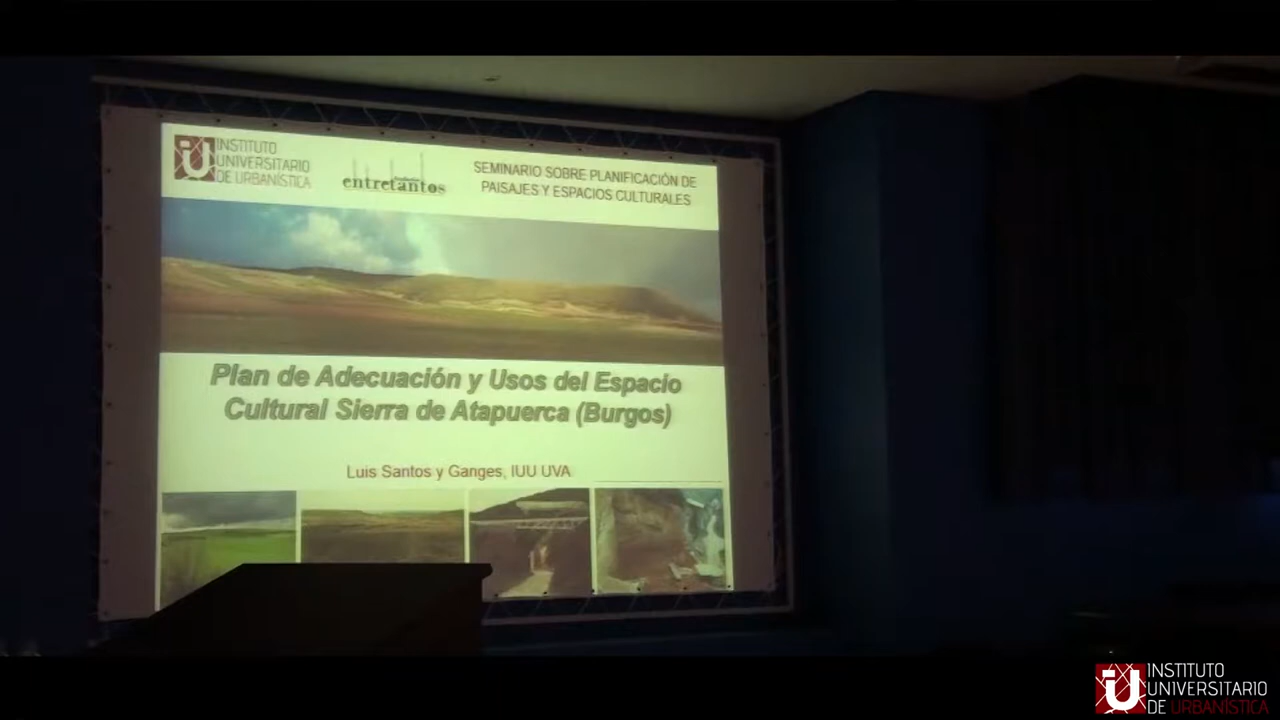 INSTITUTO
UNIVERSITARIO
DE URBANÍSTICA
entretantos
SEMINARIO SOBRE PLANIFICACIÓN DE
PAISAJES Y ESPACIOS CULTURALES
Plan de Adecuación y Usos del Espacio
Cultural Sierra de Atapuerca (Burgos)
Luis Santos y Ganges, IUU UVA
INSTITUTO
UNIVERSITARIO
DE URBANÍSTICA